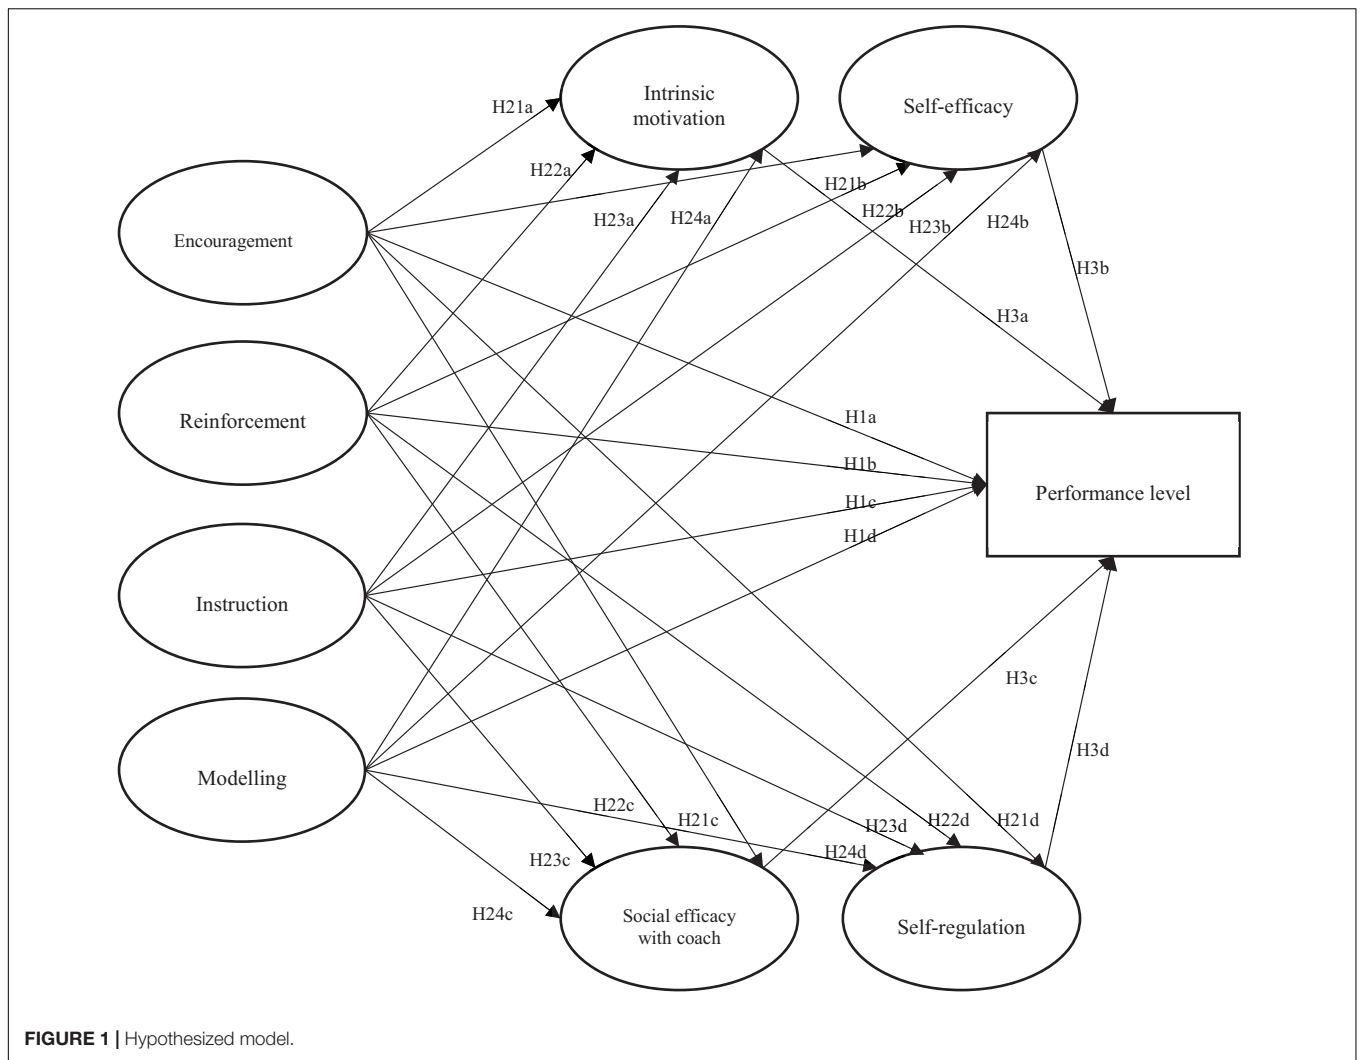 Intrinsic
motivation
Self-efficacy
H21a
H22a
H21b
H22b
H23a
H24a
H23b
H24b
Encouragement
H3b
H3a
Reinforcement
H1a
H1b
H1c
H1d
Performance level
Instruction
H3c
Modelling
H3d
H22c
H21c
H23d
H22d
H21d
H23c
H24d
H24c
Social efficacy
with coach
Self-regulation
FIGURE 1 | Hypothesized model.